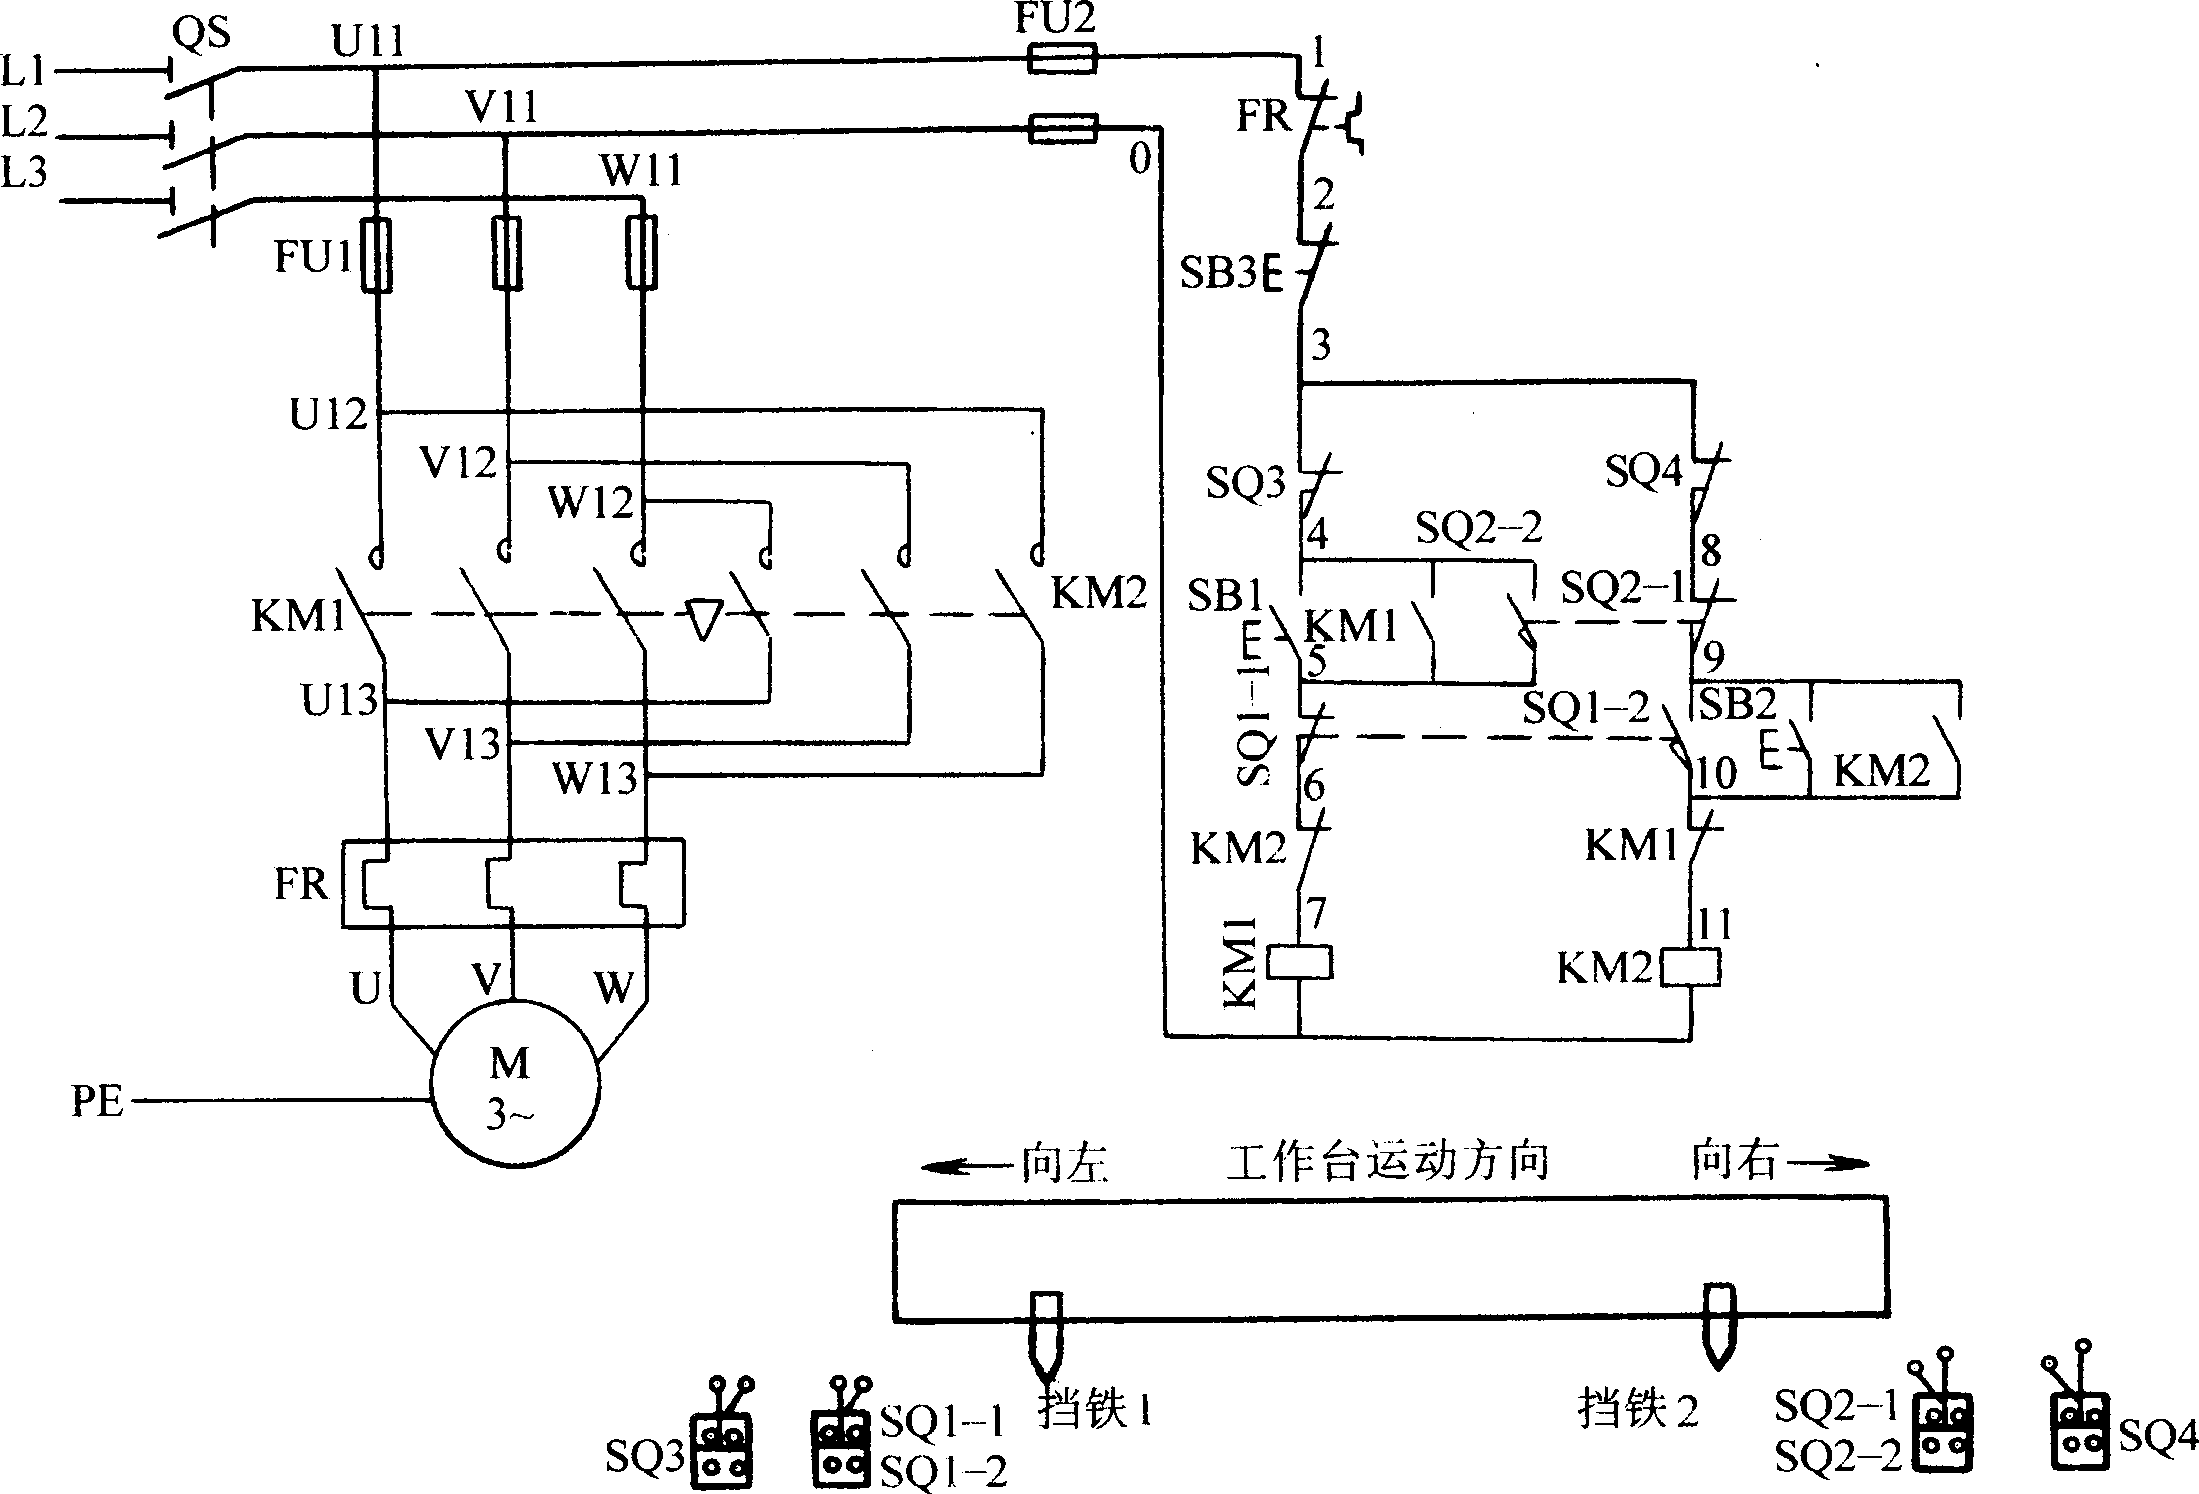 QS
U11
FU2
L1
1
L2
V11
FR
L3
W11
0
2
FU1
SB3
3
U12
V12
SQ3
SQ4
W12
4
SQ2-2
8
KM1
KM2
SB1
KM1
SQ2-1
5
9
U13
V13
SQ1-1
SQ1-2
SB2
W13
6
10
KM2
KM2
KM1
FR
7
11
U
V
W
KM1
KM2
M
3~
PE
向左
工作台运动方向
向右
挡铁1
挡铁2
SQ3
SQ1-1
SQ1-2
SQ2-1
SQ2-2
SQ4